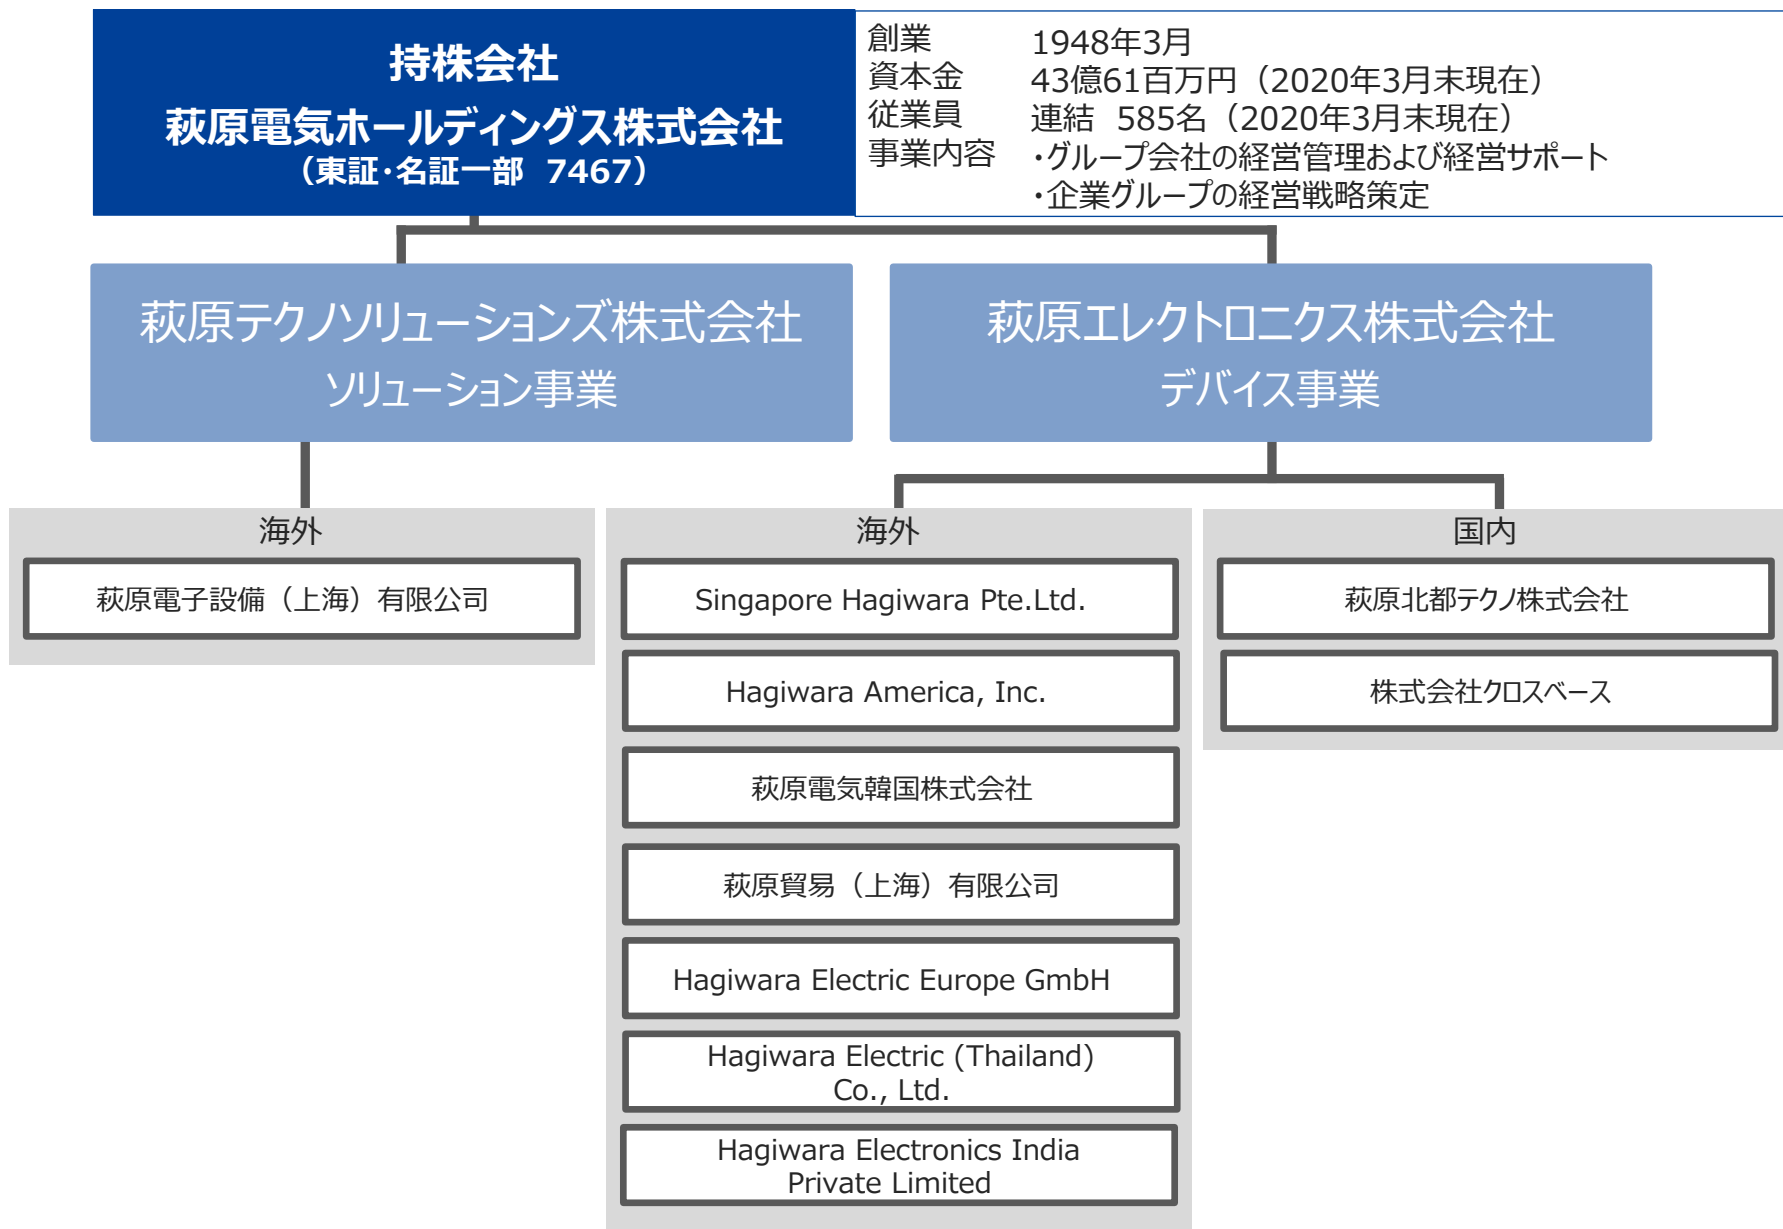 持株会社
萩原電気ホールディングス株式会社
（東証・名証一部 7467）
創業 1948年3月
資本金 43億61百万円（2020年3月末現在）
従業員 連結 585名（2020年3月末現在）
事業内容 ・グループ会社の経営管理および経営サポート
・企業グループの経営戦略策定
萩原テクノソリューションズ株式会社
ソリューション事業
萩原エレクトロニクス株式会社
デバイス事業
海外
萩原電子設備（上海）有限公司
海外
Singapore Hagiwara Pte.Ltd.
Hagiwara America, Inc.
萩原電気韓国株式会社
萩原貿易（上海）有限公司
Hagiwara Electric Europe GmbH
Hagiwara Electric (Thailand)
Co., Ltd.
Hagiwara Electronics India
Private Limited
国内
萩原北都テクノ株式会社
株式会社クロスベース